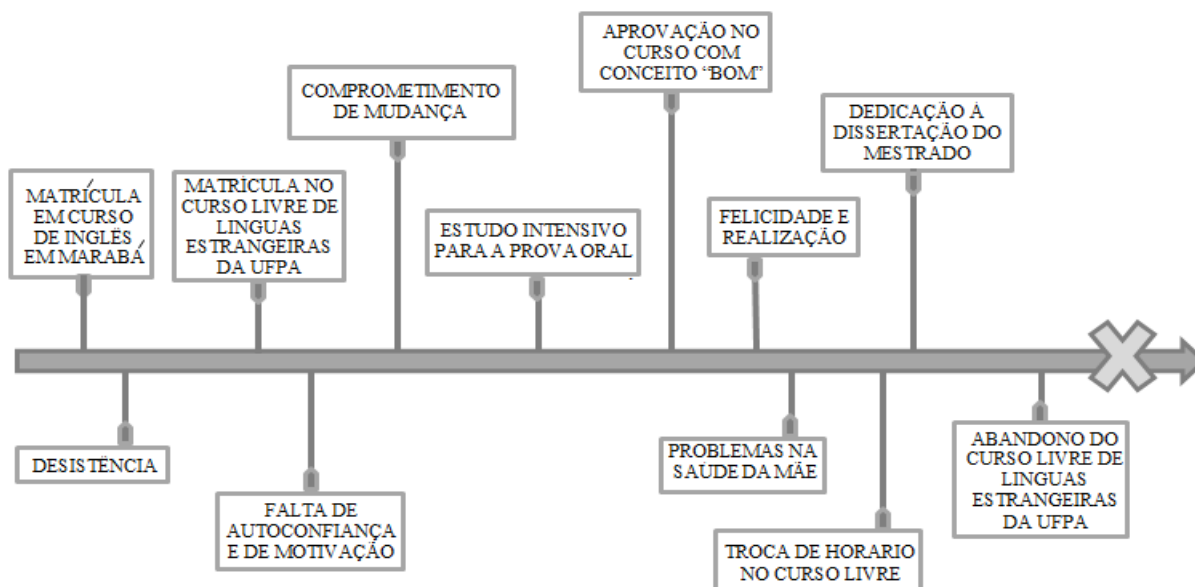 MATRÍCULA
EM CURSO
DE INGLÊS
EM MARABÁ
MATRÍCULA NO
CURSO LIVRE DE
LINGUAS
ESTRANGEIRAS
DA UFPA
COMPROMETIMENTO
DE MUDANÇA
ESTUDO INTENSIVO
PARA A PROVA ORAL
APROVAÇÃO NO
CURSO COM
CONCEITO “BOM”
FELICIDADE E
REALIZAÇÃO
DEDICAÇÃO À
DISSERTAÇÃO DO
MESTRADO
DESISTÊNCIA
FALTA DE
AUTOCONFIANÇA
E DE MOTIVAÇÃO
PROBLEMAS NA
SAUDE DA MÃE
TROCA DE HORARIO
NO CURSO LIVRE
ABANDONO DO
CURSO LIVRE DE
LINGUAS
ESTRANGEIRAS
DA UFPA